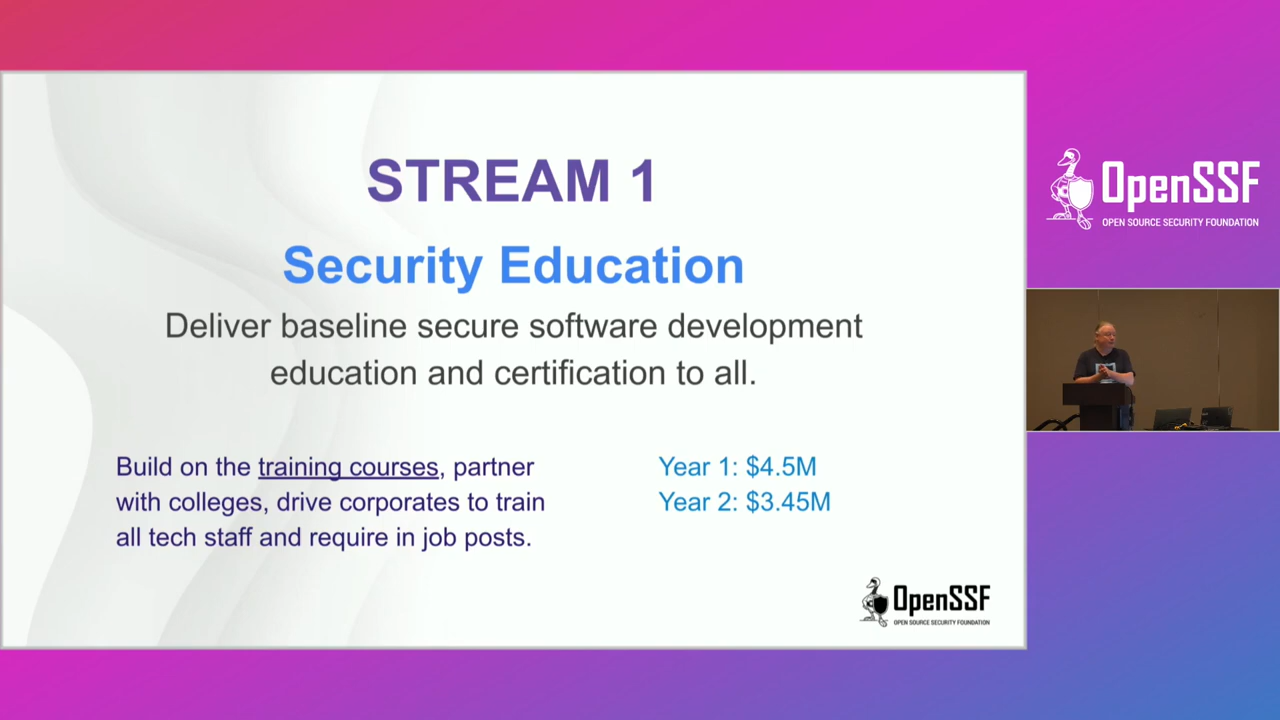 STREAM 1
Security Education
Deliver baseline secure software development
education and certification to all.
Build on the training courses, partner
with colleges, drive corporates to train
all tech staff and require in job posts.
Year 1: $4.5M
Year 2: $3.45M
OpenSSF
OPEN SOURCE SECURITY FOUNDATION
OpenSSF
OPEN SOURCE SECURITY FOUNDATION